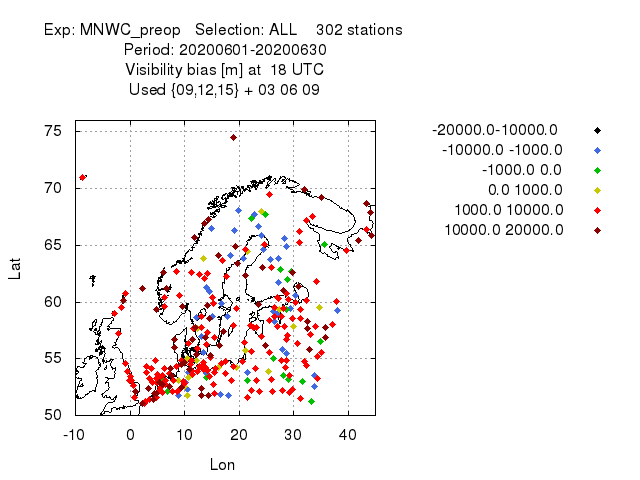 Exp: MNWC_preop   Selection: ALL    302 stations
Period: 20200601-20200630
Visibility bias [m] at  18 UTC
Used {09,12,15} + 03 06 09
-20000.0-10000.0
-10000.0 -1000.0
-1000.0 0.0
0.0 1000.0
1000.0 10000.0
10000.0 20000.0
75
70
65
60
55
50
Lat
-10 0 10 20 30 40
Lon